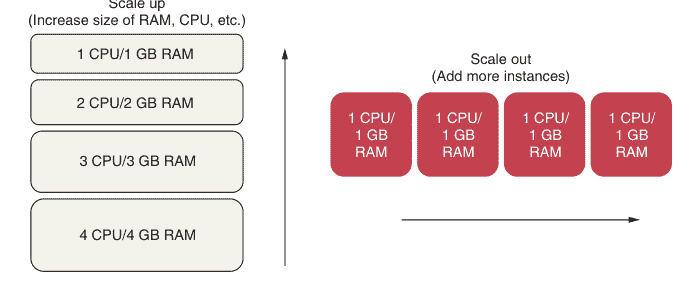 Scale up
(Increase size of RAM, CPU, etc.)
1 CPU/1 GB RAM
2 CPU/2 GB RAM
3 CPU/3 GB RAM
4 CPU/4 GB RAM
Scale out
(Add more instances)
1 CPU/
1 GB
RAM
1 CPU/
1 GB
RAM
1 CPU/
1 GB
RAM
1 CPU/
1 GB
RAM